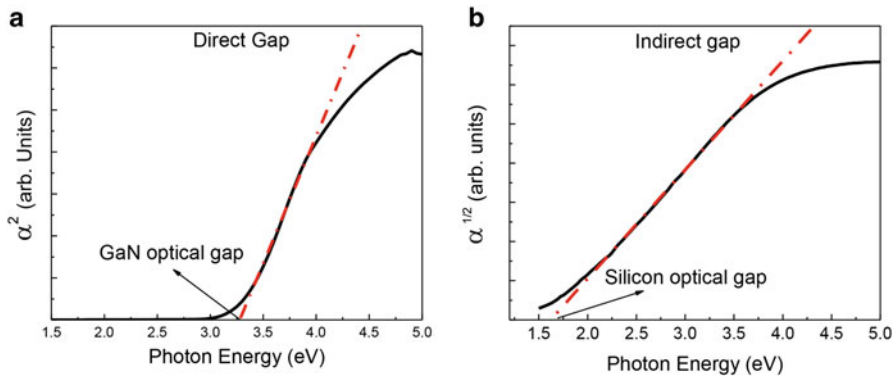 a
Direct Gap
α² (arb. Units)
GaN optical gap
1.5 2.0 2.5 3.0 3.5 4.0 4.5 5.0
Photon Energy (eV)
b
Indirect gap
α¹/² (arb. units)
Silicon optical gap
1.5 2.0 2.5 3.0 3.5 4.0 4.5 5.0
Photon Energy (eV)